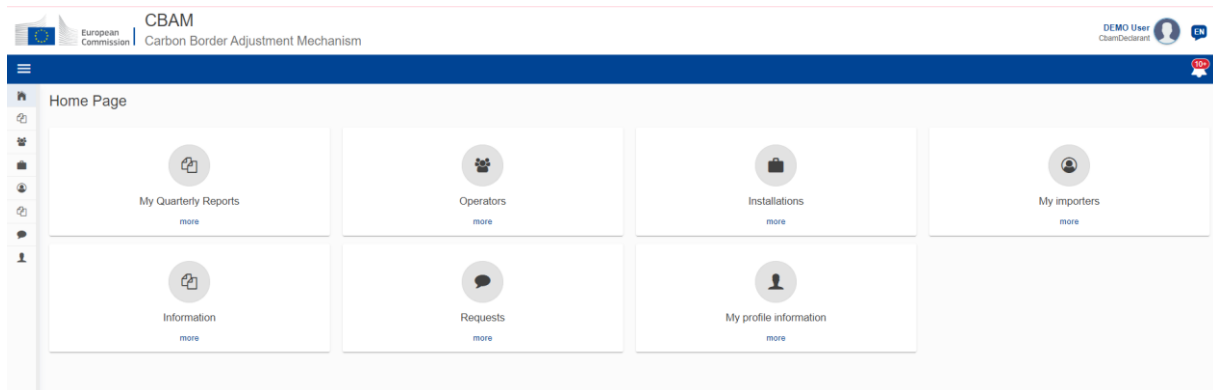 European
Commission
CBAM
Carbon Border Adjustment Mechanism
DEMO User
CbamDeclarant
EN
10+
Home Page
My Quarterly Reports
more
Operators
more
Installations
more
My importers
more
Information
more
Requests
more
My profile information
more